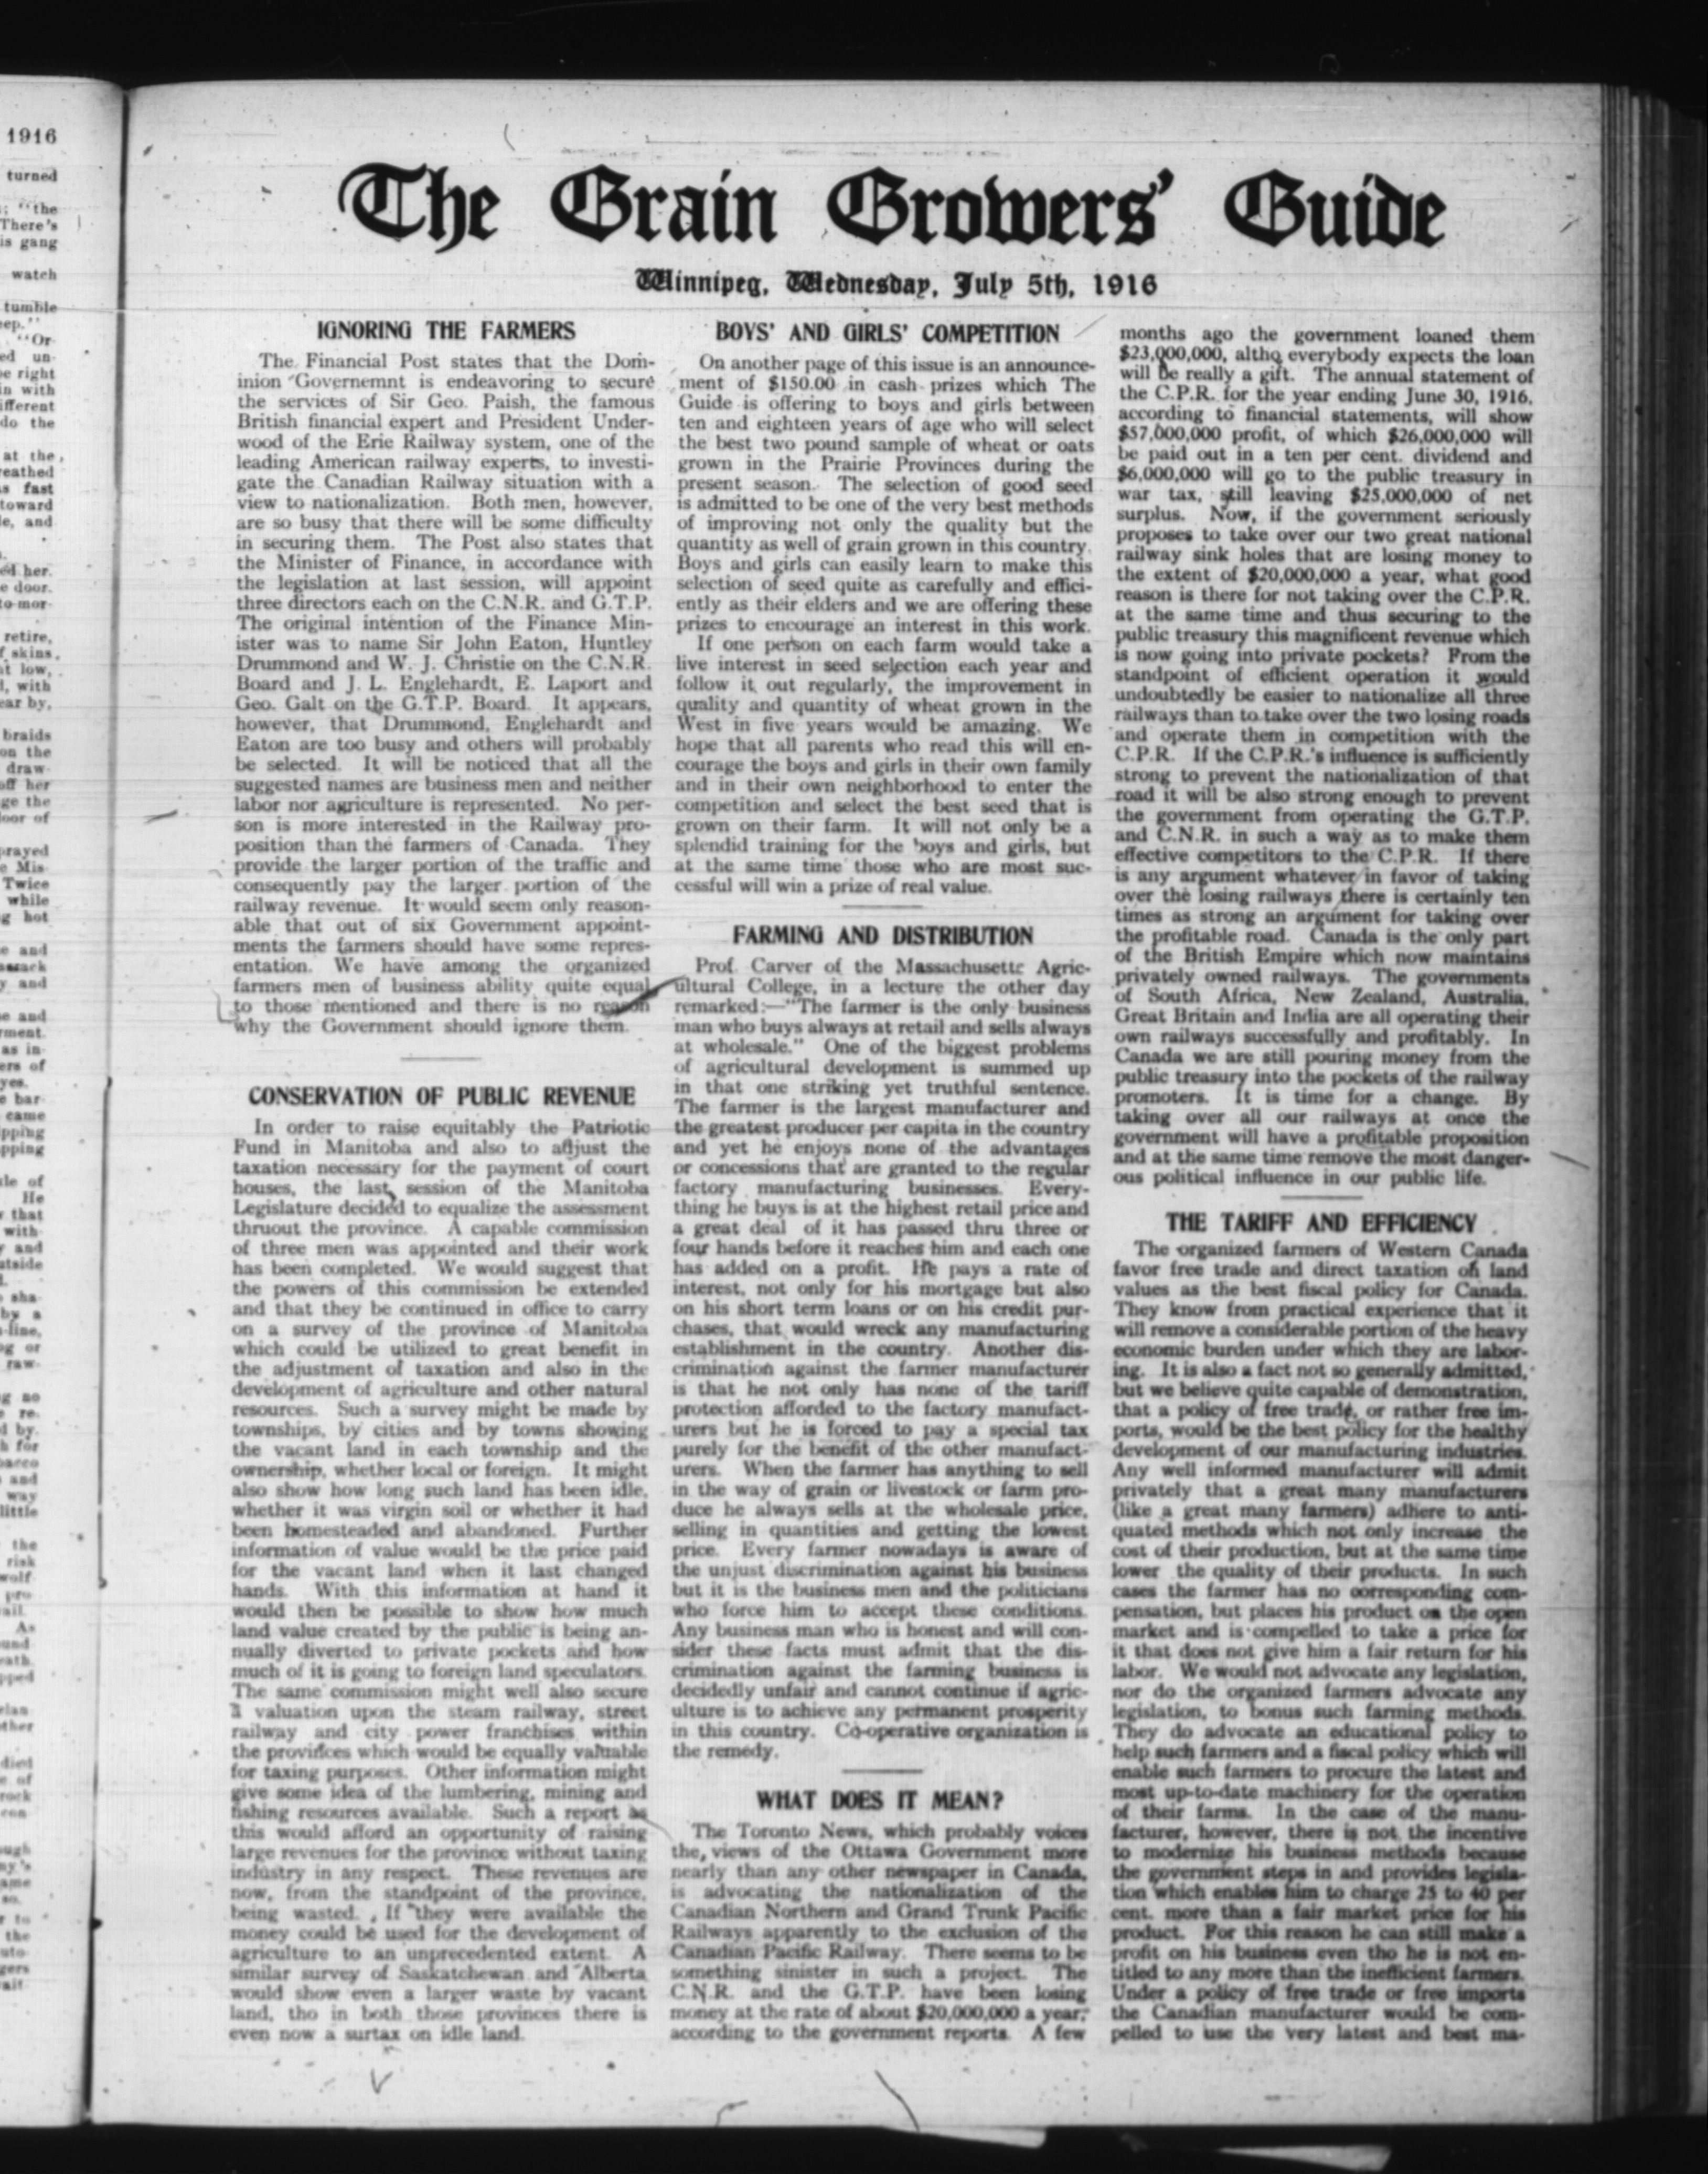 The Grain Growers' Guide
Winnipeg, Wednesday, July 5th, 1916
IGNORING THE FARMERS
The Financial Post states that the Dom-
inion Governemnt is endeavoring to secure
the services of Sir Geo. Paish, the famous
British financial expert and President Under-
wood of the Erie Railway system, one of the
leading American railway experts, to investi-
gate the Canadian Railway situation with a
view to nationalization. Both men, however,
are so busy that there will be some difficulty
in securing them. The Post also states that
the Minister of Finance, in accordance with
the legislation at last session, will appoint
three directors each on the C.N.R. and G.T.P.
The original intention of the Finance Min-
ister was to name Sir John Eaton, Huntley
Drummond and W. J. Christie on the C.N.R.
Board and J. L. Englehardt, E. Laport and
Geo. Galt on the G.T.P. Board. It appears,
however, that Drummond, Englehardt and
Eaton are too busy and others will probably
be selected. It will be noticed that all the
suggested names are business men and neither
labor nor agriculture is represented. No per-
son is more interested in the Railway pro-
position than the farmers of Canada. They
provide the larger portion of the traffic and
consequently pay the larger portion of the
railway revenue. It would seem only reason-
able that out of six Government appoint-
ments the farmers should have some repres-
entation. We have among the organized
farmers men of business ability quite equal
to those mentioned and there is no reason
why the Government should ignore them.
CONSERVATION OF PUBLIC REVENUE
In order to raise equitably the Patriotic
Fund in Manitoba and also to adjust the
taxation necessary for the payment of court
houses, the last session of the Manitoba
Legislature decided to equalize the assessment
thruout the province. A capable commission
of three men was appointed and their work
has been completed. We would suggest that
the powers of this commission be extended
and that they be continued in office to carry
on a survey of the province of Manitoba
which could be utilized to great benefit in
the adjustment of taxation and also in the
development of agriculture and other natural
resources. Such a survey might be made by
townships, by cities and by towns showing
the vacant land in each township and the
ownership, whether local or foreign. It might
also show how long such land has been idle,
whether it was virgin soil or whether it had
been homesteaded and abandoned. Further
information of value would be the price paid
for the vacant land when it last changed
hands. With this information at hand it
would then be possible to show how much
land value created by the public is being an-
nually diverted to private pockets and how
much of it is going to foreign land speculators.
The same commission might well also secure
a valuation upon the steam railway, street
railway and city power franchises within
the provinces which would be equally valuable
for taxing purposes. Other information might
give some idea of the lumbering, mining and
fishing resources available. Such a report as
this would afford an opportunity of raising
large revenues for the province without taxing
industry in any respect. These revenues are
now, from the standpoint of the province,
being wasted. If they were available the
money could be used for the development of
agriculture to an unprecedented extent. A
similar survey of Saskatchewan and Alberta
would show even a larger waste by vacant
land, tho in both those provinces there is
even now a surtax on idle land.
BOYS' AND GIRLS' COMPETITION
On another page of this issue is an announce-
ment of $150.00 in cash prizes which The
Guide is offering to boys and girls between
ten and eighteen years of age who will select
the best two pound sample of wheat or oats
grown in the Prairie Provinces during the
present season. The selection of good seed
is admitted to be one of the very best methods
of improving not only the quality but the
quantity as well of grain grown in this country.
Boys and girls can easily learn to make this
selection of seed quite as carefully and effici-
ently as their elders and we are offering these
prizes to encourage an interest in this work.
If one person on each farm would take a
live interest in seed selection each year and
follow it out regularly, the improvement in
quality and quantity of wheat grown in the
West in five years would be amazing. We
hope that all parents who read this will en-
courage the boys and girls in their own family
and in their own neighborhood to enter the
competition and select the best seed that is
grown on their farm. It will not only be a
splendid training for the boys and girls, but
at the same time those who are most suc-
cessful will win a prize of real value.
FARMING AND DISTRIBUTION
Prof. Carver of the Massachusetts Agric-
ultural College, in a lecture the other day
remarked:—"The farmer is the only business
man who buys always at retail and sells always
at wholesale." One of the biggest problems
of agricultural development is summed up
in that one striking yet truthful sentence.
The farmer is the largest manufacturer and
the greatest producer per capita in the country
and yet he enjoys none of the advantages
or concessions that are granted to the regular
factory manufacturing businesses. Every-
thing he buys is at the highest retail price and
a great deal of it has passed thru three or
four hands before it reaches him and each one
has added on a profit. He pays a rate of
interest, not only for his mortgage but also
on his short term loans or on his credit pur-
chases, that would wreck any manufacturing
establishment in the country. Another dis-
crimination against the farmer manufacturer
is that he not only has none of the tariff
protection afforded to the factory manufact-
urers but he is forced to pay a special tax
purely for the benefit of the other manufact-
urers. When the farmer has anything to sell
in the way of grain or livestock or farm pro-
duce he always sells at the wholesale price,
selling in quantities and getting the lowest
price. Every farmer nowadays is aware of
the unjust discrimination against his business
but it is the business men and the politicians
who force him to accept these conditions.
Any business man who is honest and will con-
sider these facts must admit that the dis-
crimination against the farming business is
decidedly unfair and cannot continue if agric-
ulture is to achieve any permanent prosperity
in this country. Co-operative organization is
the remedy.
WHAT DOES IT MEAN?
The Toronto News, which probably voices
the views of the Ottawa Government more
nearly than any other newspaper in Canada,
is advocating the nationalization of the
Canadian Northern and Grand Trunk Pacific
Railways apparently to the exclusion of the
Canadian Pacific Railway. There seems to be
something sinister in such a project. The
C.N.R. and the G.T.P. have been losing
money at the rate of about $20,000,000 a year,
according to the government reports. A few
months ago the government loaned them
$23,000,000, altho everybody expects the loan
will be really a gift. The annual statement of
the C.P.R. for the year ending June 30, 1916,
according to financial statements, will show
$57,000,000 profit, of which $26,000,000 will
be paid out in a ten per cent. dividend and
$6,000,000 will go to the public treasury in
war tax, still leaving $25,000,000 of net
surplus. Now, if the government seriously
proposes to take over our two great national
railway sink holes that are losing money to
the extent of $20,000,000 a year, what good
reason is there for not taking over the C.P.R.
at the same time and thus securing to the
public treasury this magnificent revenue which
is now going into private pockets? From the
standpoint of efficient operation it would
undoubtedly be easier to nationalize all three
railways than to take over the two losing roads
and operate them in competition with the
C.P.R. If the C.P.R.'s influence is sufficiently
strong to prevent the nationalization of that
road it will be also strong enough to prevent
the government from operating the G.T.P.
and C.N.R. in such a way as to make them
effective competitors to the C.P.R. If there
is any argument whatever in favor of taking
over the losing railways there is certainly ten
times as strong an argument for taking over
the profitable road. Canada is the only part
of the British Empire which now maintains
privately owned railways. The governments
of South Africa, New Zealand, Australia,
Great Britain and India are all operating their
own railways successfully and profitably. In
Canada we are still pouring money from the
public treasury into the pockets of the railway
promoters. It is time for a change. By
taking over all our railways at once the
government will have a profitable proposition
and at the same time remove the most danger-
ous political influence in our public life.
THE TARIFF AND EFFICIENCY
The organized farmers of Western Canada
favor free trade and direct taxation on land
values as the best fiscal policy for Canada.
They know from practical experience that it
will remove a considerable portion of the heavy
economic burden under which they are labor-
ing. It is also a fact not so generally admitted,
but we believe quite capable of demonstration,
that a policy of free trade, or rather free im-
ports, would be the best policy for the healthy
development of our manufacturing industries.
Any well informed manufacturer will admit
privately that a great many manufacturers
(like a great many farmers) adhere to anti-
quated methods which not only increase the
cost of their production, but at the same time
lower the quality of their products. In such
cases the farmer has no corresponding com-
pensation, but places his product on the open
market and is compelled to take a price for
it that does not give him a fair return for his
labor. We would not advocate any legislation,
nor do the organized farmers advocate any
legislation, to bonus such farming methods.
They do advocate an educational policy to
help such farmers and a fiscal policy which will
enable such farmers to procure the latest and
most up-to-date machinery for the operation
of their farms. In the case of the manu-
facturer, however, there is not the incentive
to modernize his business methods because
the government steps in and provides legisla-
tion which enables him to charge 25 to 40 per
cent. more than a fair market price for his
product. For this reason he can still make a
profit on his business even tho he is not en-
titled to any more than the inefficient farmers.
Under a policy of free trade or free imports
the Canadian manufacturer would be com-
pelled to use the very latest and best ma-